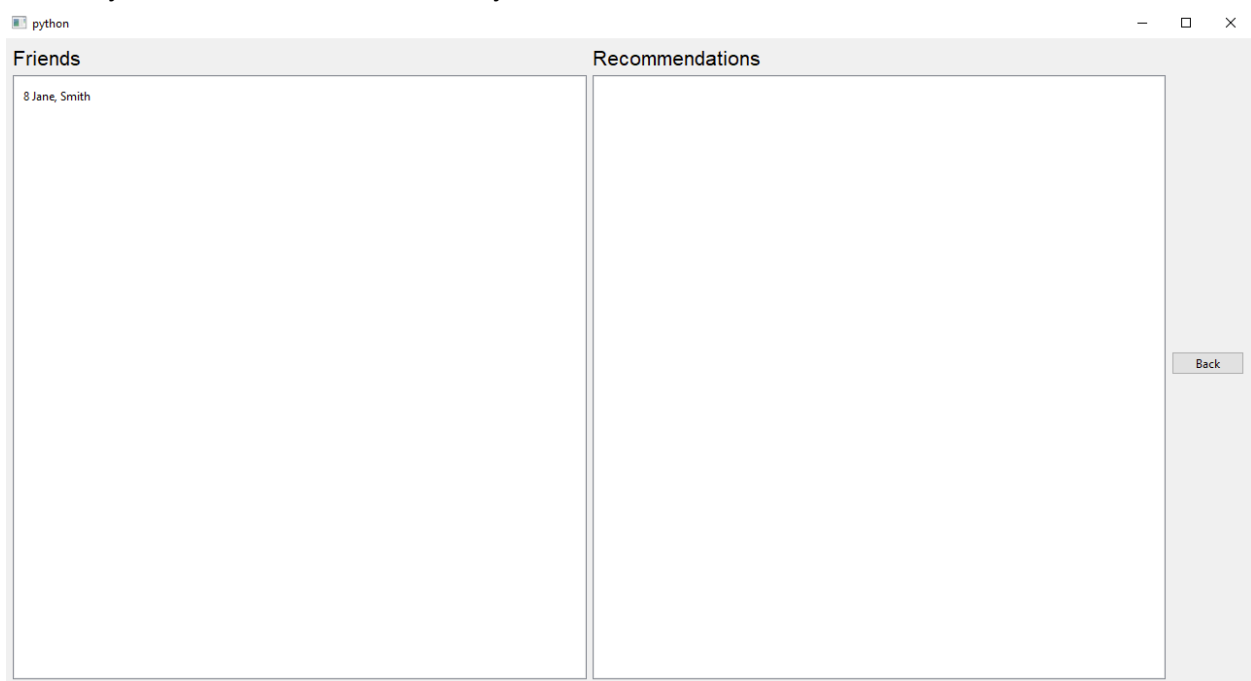 python
Friends
Recommendations
8 Jane, Smith
Back